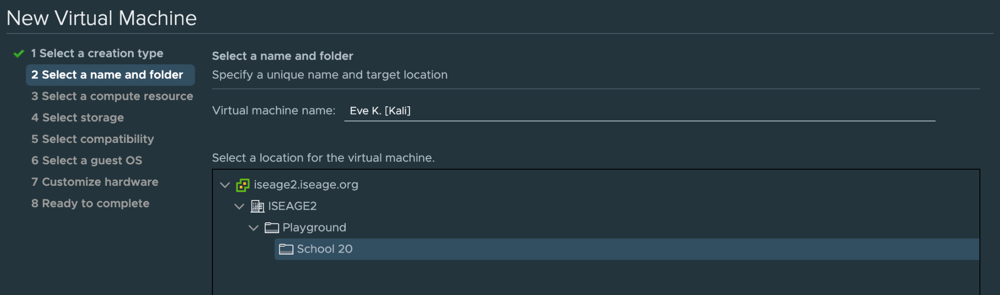 New Virtual Machine
1 Select a creation type
2 Select a name and folder
3 Select a compute resource
4 Select storage
5 Select compatibility
6 Select a guest OS
7 Customize hardware
8 Ready to complete
Select a name and folder
Specify a unique name and target location
Virtual machine name: Eve K. [Kali]
Select a location for the virtual machine.
iseage2.iseage.org
ISEAGE2
Playground
School 20